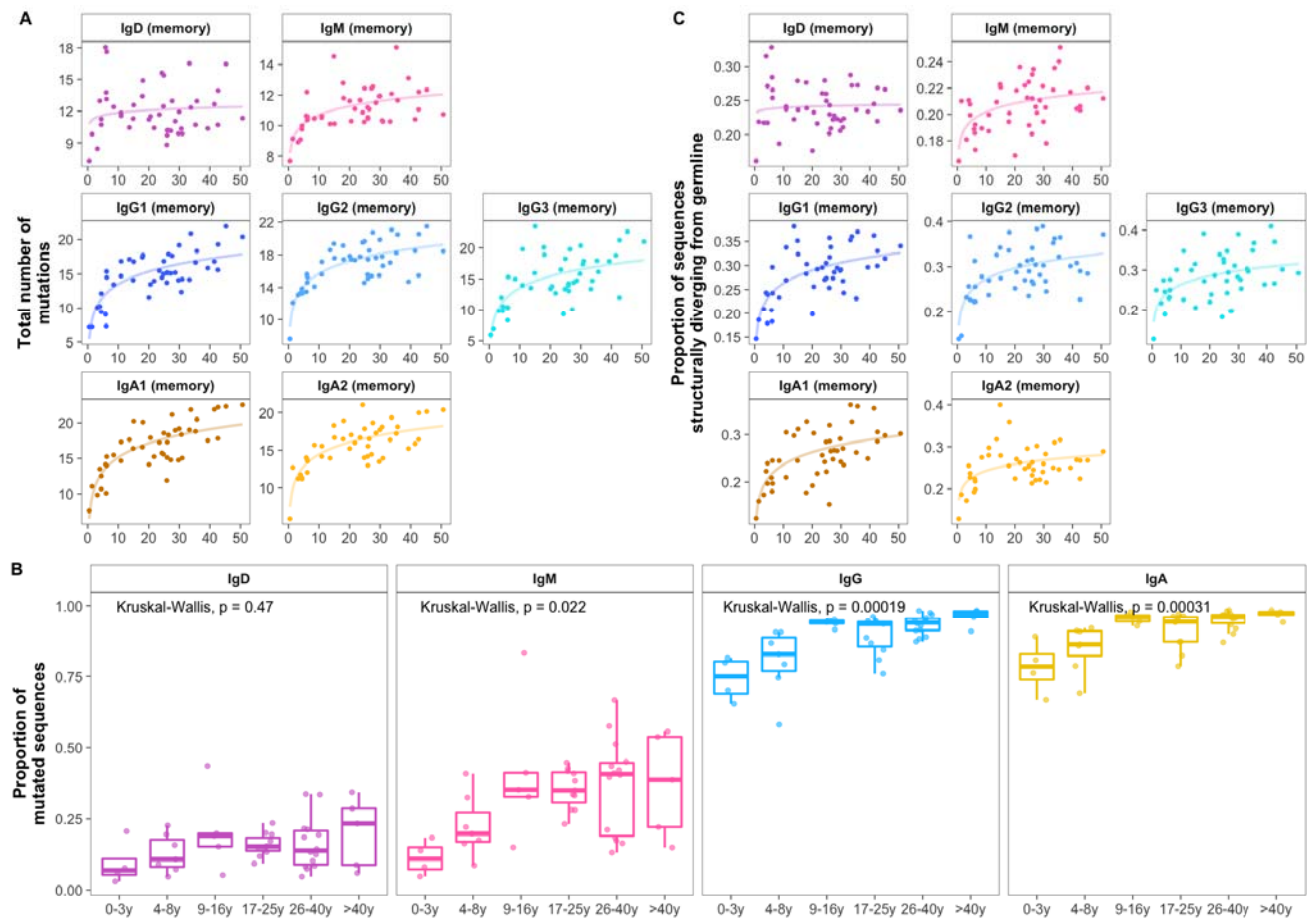 A
IgD (memory)
IgM (memory)
18
15
12
9
0 10 20 30 40 50
14
12
10
8
0 10 20 30 40 50
Total number of
mutations
IgG1 (memory)
IgG2 (memory)
IgG3 (memory)
20
15
10
5
0 10 20 30 40 50
22
18
14
10
0 10 20 30 40 50
20
15
10
5
0 10 20 30 40 50
IgA1 (memory)
IgA2 (memory)
20
15
10
0 10 20 30 40 50
20
15
10
0 10 20 30 40 50
C
IgD (memory)
IgM (memory)
0.30
0.25
0.20
0 10 20 30 40 50
0.24
0.22
0.20
0.18
0 10 20 30 40 50
Proportion of sequences
structurally diverging from germline
IgG1 (memory)
IgG2 (memory)
IgG3 (memory)
0.35
0.30
0.25
0.20
0.15
0 10 20 30 40 50
0.4
0.3
0.2
0 10 20 30 40 50
0.4
0.3
0.2
0 10 20 30 40 50
IgA1 (memory)
IgA2 (memory)
0.3
0.2
0 10 20 30 40 50
0.4
0.3
0.2
0 10 20 30 40 50
B
Proportion of
mutated sequences
IgD
IgM
IgG
IgA
Kruskal-Wallis, p = 0.47
Kruskal-Wallis, p = 0.022
Kruskal-Wallis, p = 0.00019
Kruskal-Wallis, p = 0.00031
1.00
0.75
0.50
0.25
0.00
0-3y 4-8y 9-16y 17-25y 26-40y >40y
0-3y 4-8y 9-16y 17-25y 26-40y >40y
0-3y 4-8y 9-16y 17-25y 26-40y >40y
0-3y 4-8y 9-16y 17-25y 26-40y >40y